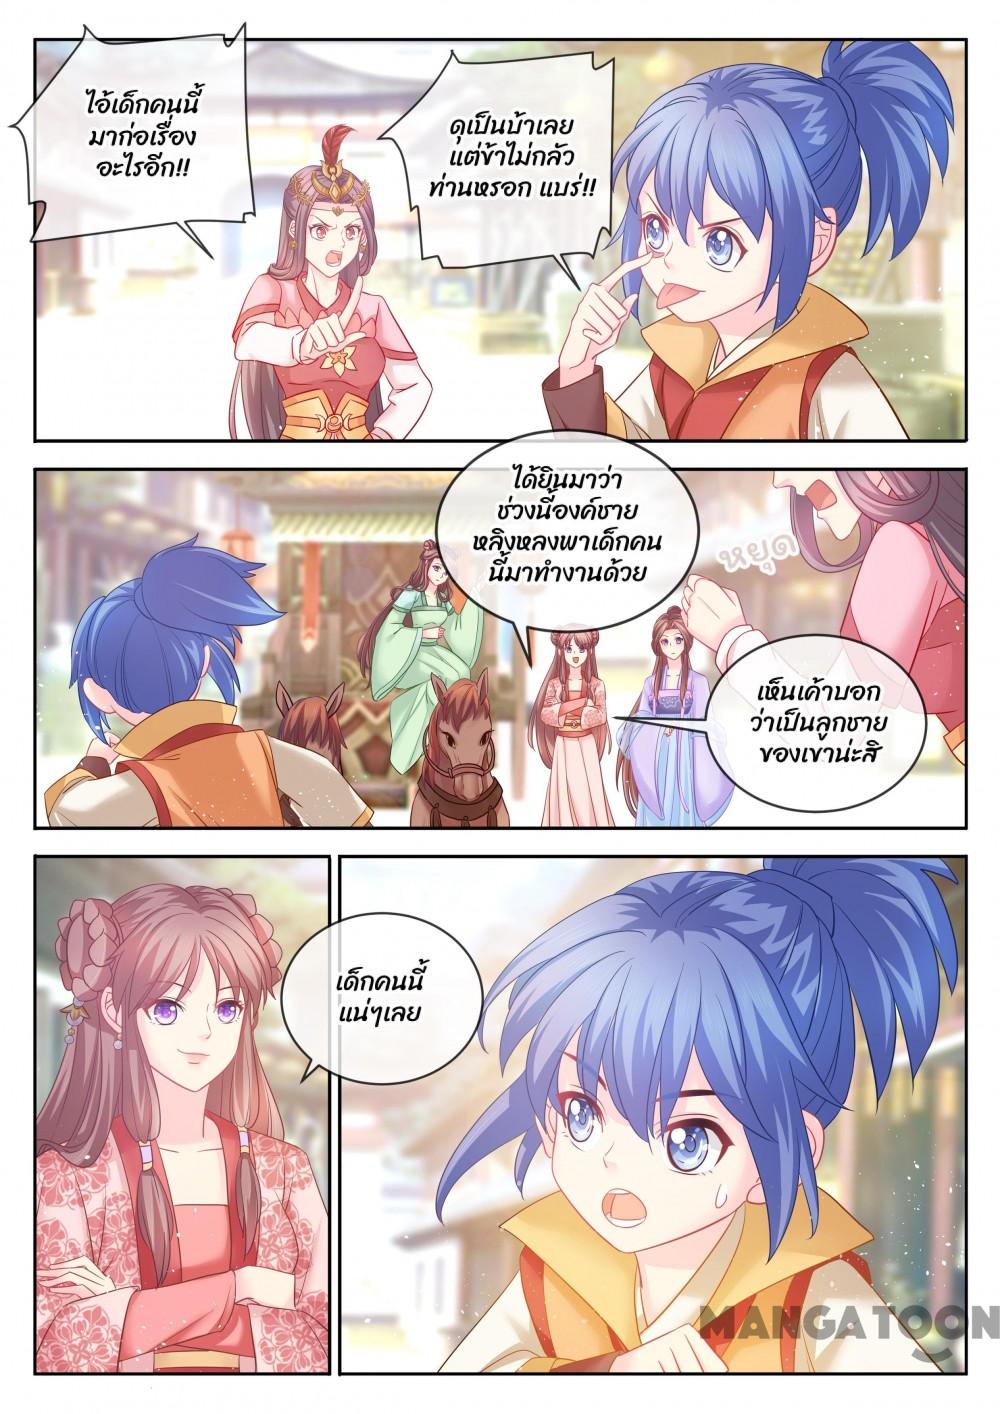 ไอ้เด็กคนนี้
มาก่อเรื่อง
อะไรอีก!!
ดุเป็นบ้าเลย
แต่ข้าไม่กลัว
ท่านหรอก แบร่!!
ได้ยินมาว่า
ช่วงนี้องค์ชาย
หลิงหลงพาเด็กคน
นี้มาทำงานด้วย
หยุด
เห็นเค้าบอก
ว่าเป็นลูกชาย
ของเขาน่ะสิ
เด็กคนนี้
แน่ๆเลย
MANGATOON